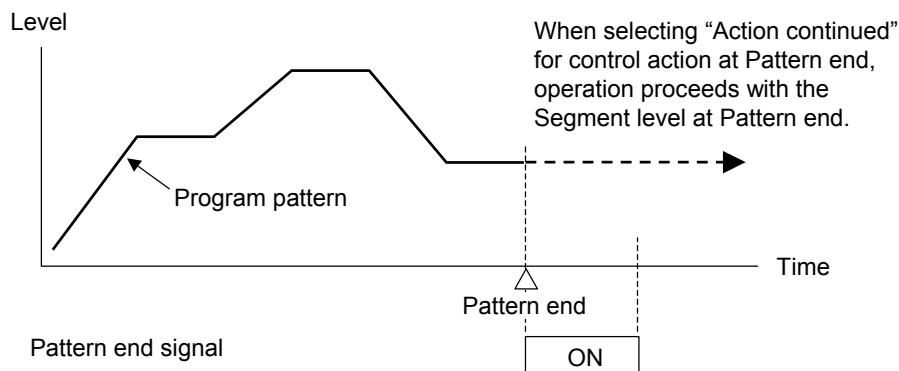 Level
When selecting “Action continued”
for control action at Pattern end,
operation proceeds with the
Segment level at Pattern end.
Program pattern
Time
Pattern end
Pattern end signal
ON